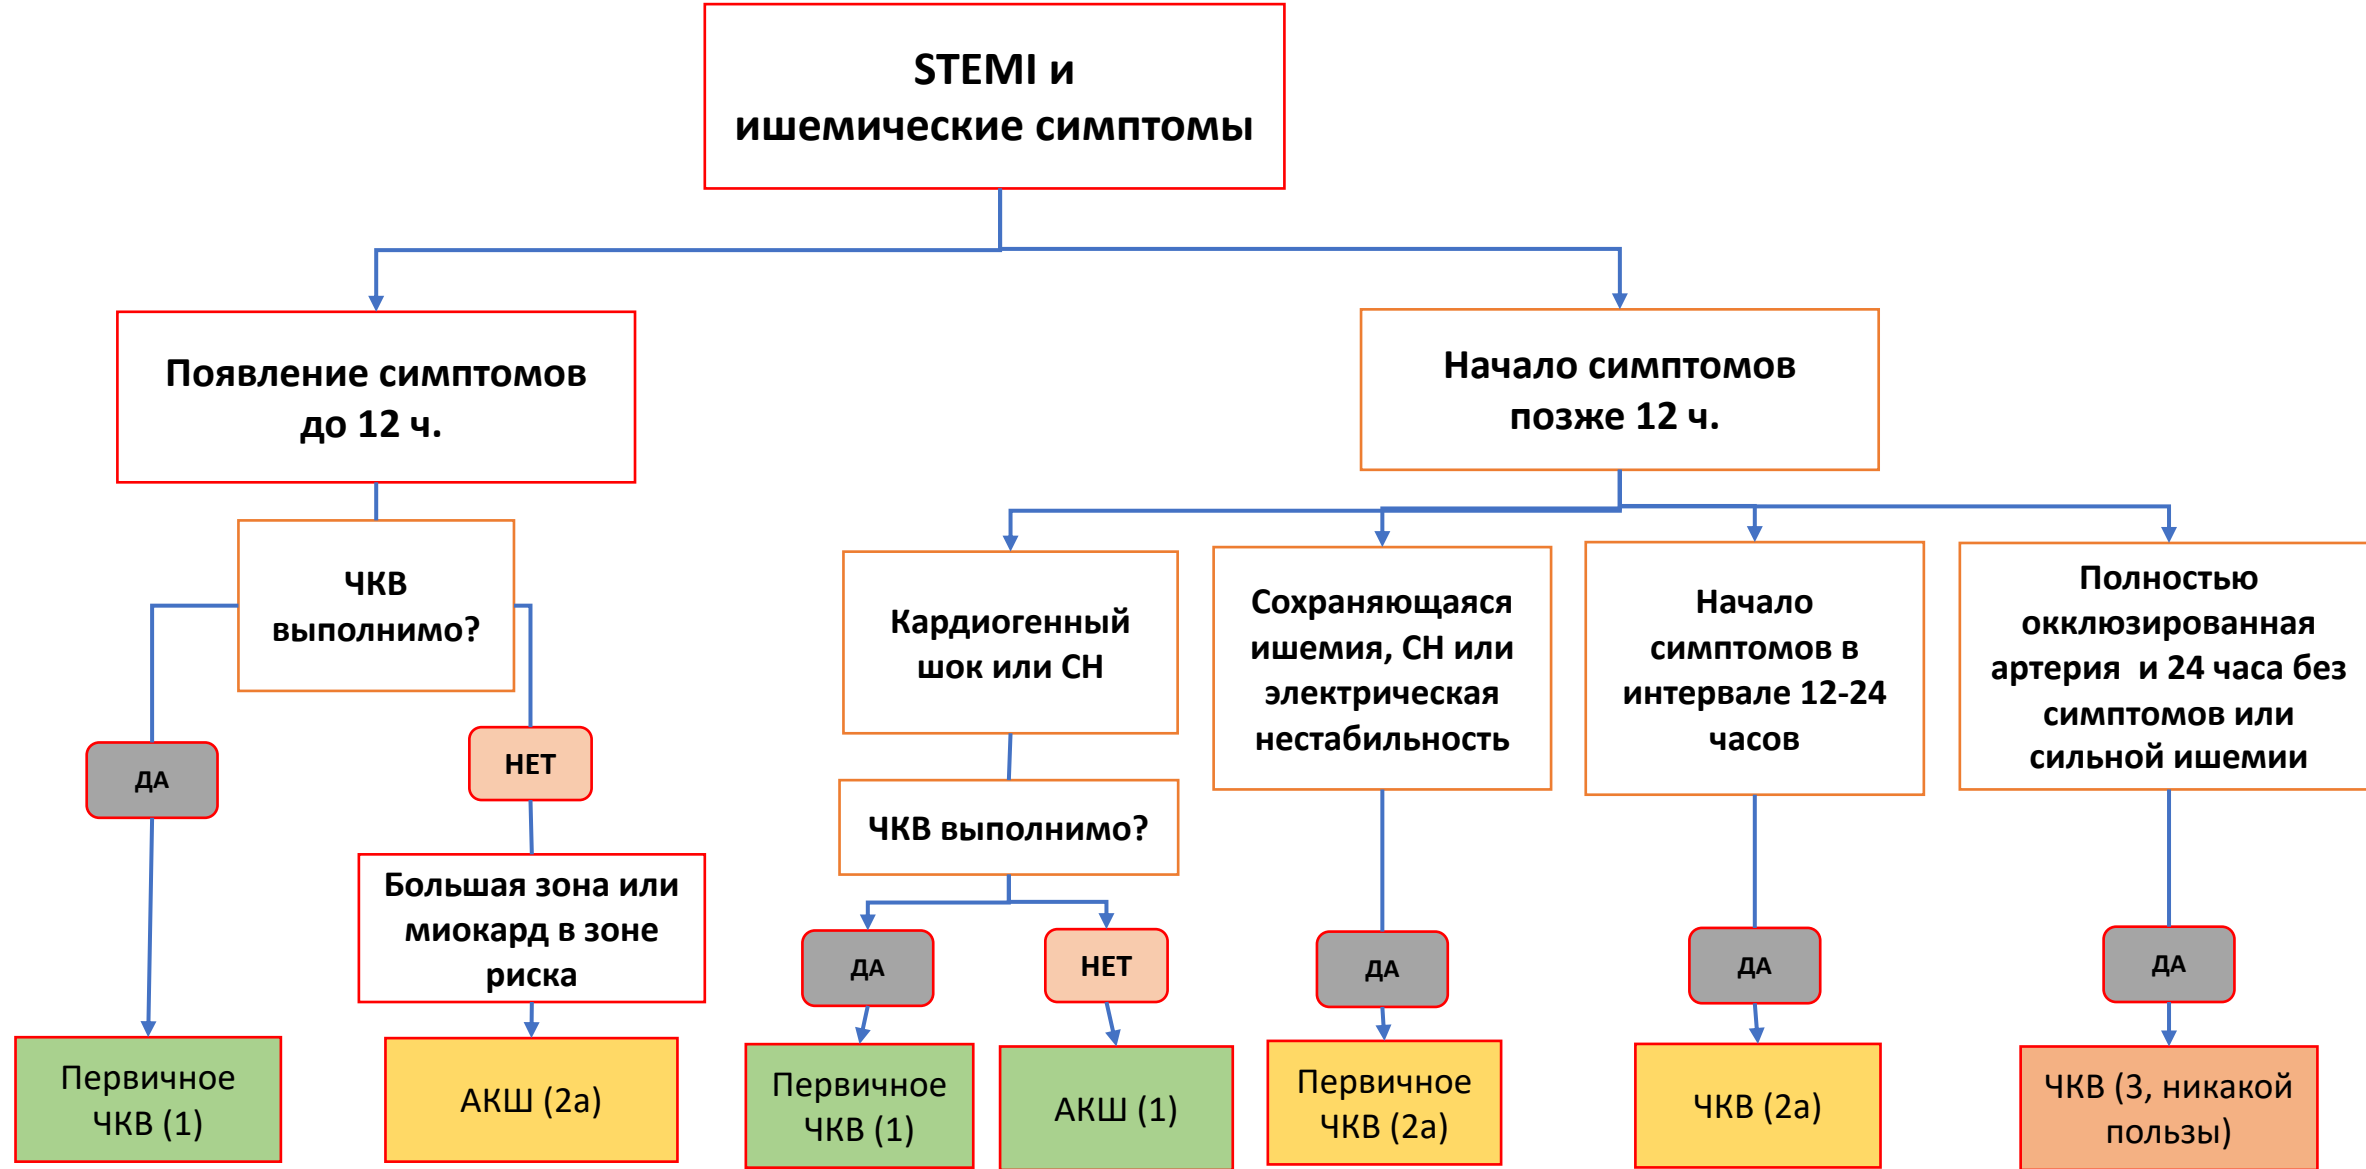 STEMI и
ишемические симптомы
Появление симптомов
до 12 ч.
Начало симптомов
позже 12 ч.
ЧКВ
выполнимо?
ДА
НЕТ
Большая зона или
миокард в зоне
риска
Первичное
ЧКВ (1)
АКШ (2а)
Кардиогенный
шок или СН
ЧКВ выполнимо?
ДА
НЕТ
Первичное
ЧКВ (1)
АКШ (1)
Сохраняющаяся
ишемия, СН или
электрическая
нестабильность
ДА
Первичное
ЧКВ (2а)
Начало
симптомов в
интервале 12-24
часов
ДА
ЧКВ (2а)
Полностью
окклюзированная
артерия и 24 часа без
симптомов или
сильной ишемии
ДА
ЧКВ (3, никакой
пользы)